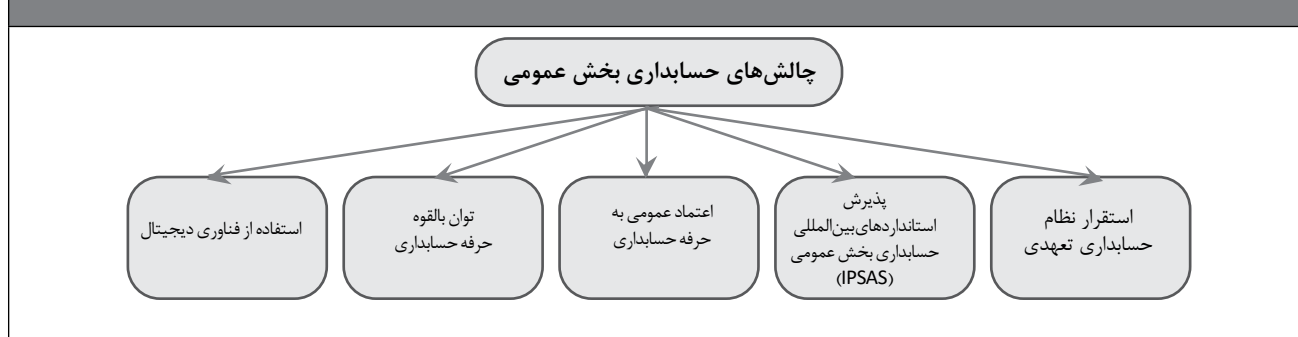 چالش‌های حسابداری بخش عمومی
استقرار نظام
حسابداری تعهدی
پذیرش
استانداردهای بین‌المللی
حسابداری بخش عمومی
(IPSAS)
اعتماد عمومی به
حرفه حسابداری
توان بالقوه
حرفه حسابداری
استفاده از فناوری دیجیتال